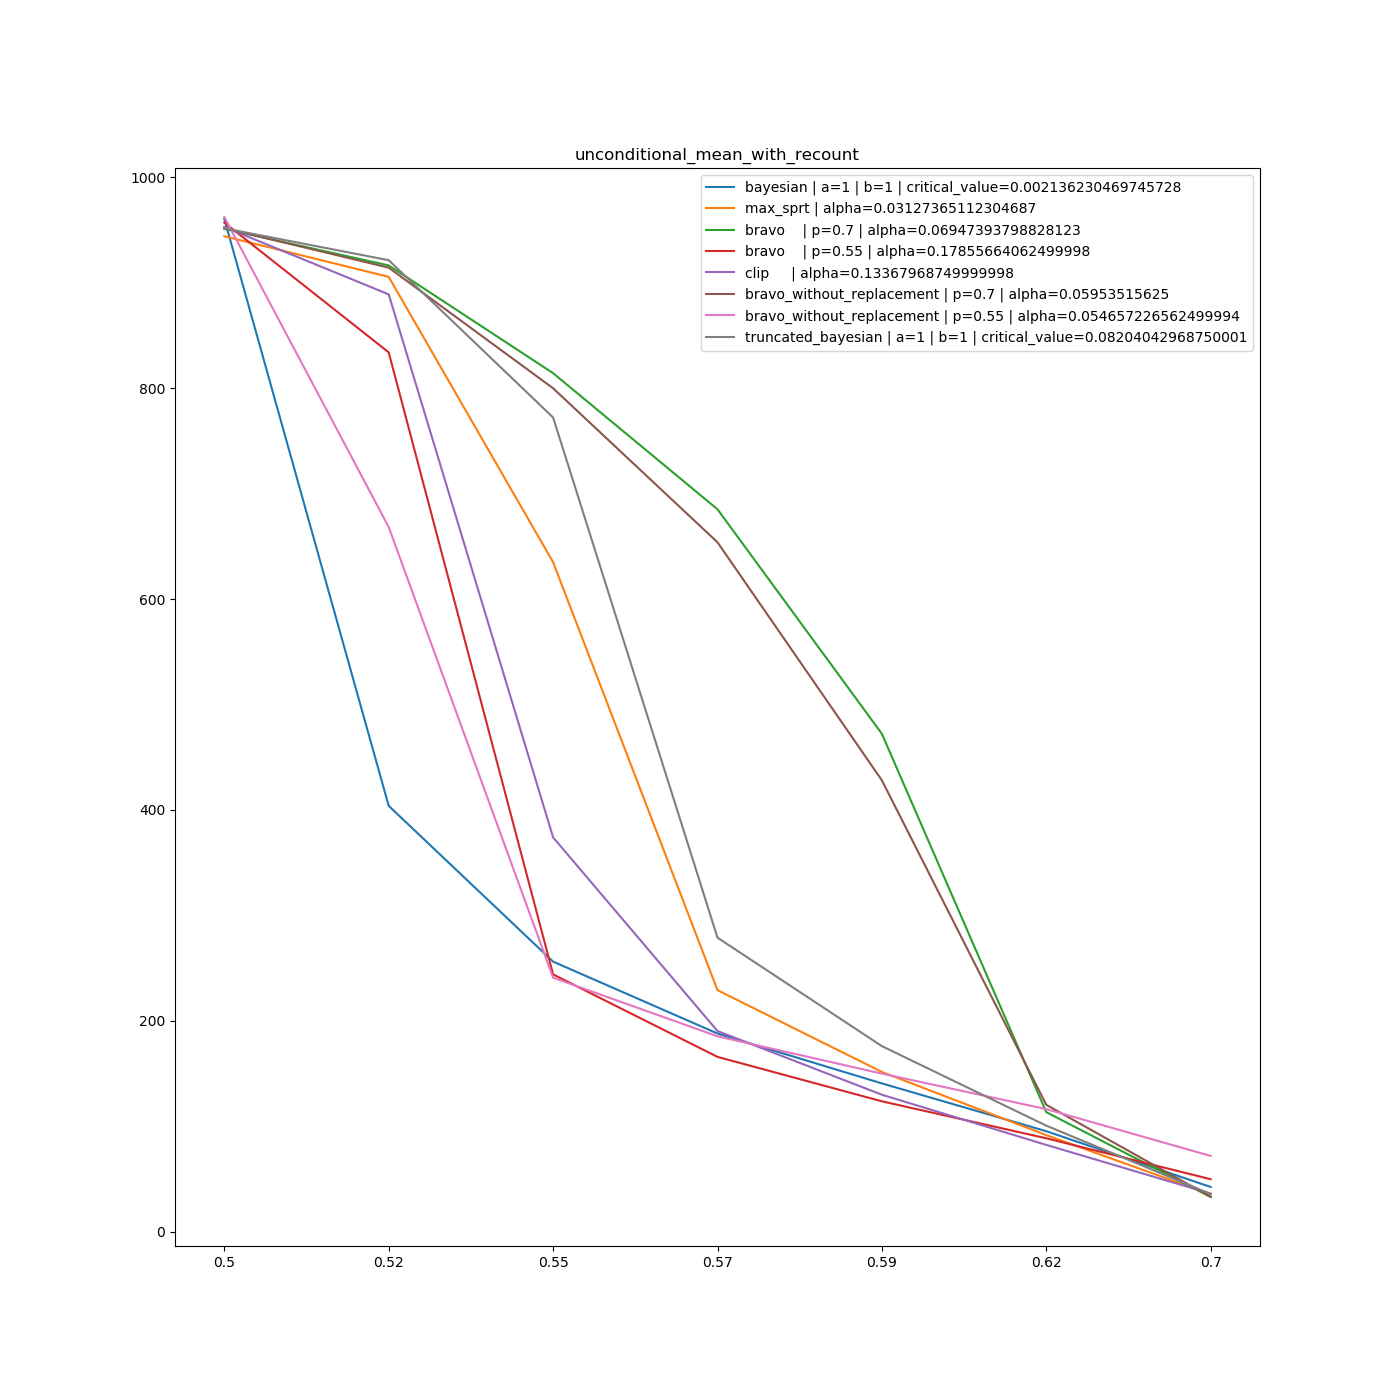 unconditional_mean_with_recount
1000
800
600
400
200
0
bayesian | a=1 | b=1 | critical_value=0.002136230469745728
max_sprt | alpha=0.03127365112304687
bravo    | p=0.7 | alpha=0.06947393798828123
bravo    | p=0.55 | alpha=0.17855664062499998
clip     | alpha=0.13367968749999998
bravo_without_replacement | p=0.7 | alpha=0.05953515625
bravo_without_replacement | p=0.55 | alpha=0.054657226562499994
truncated_bayesian | a=1 | b=1 | critical_value=0.08204042968750001
0.5 0.52 0.55 0.57 0.59 0.62 0.7